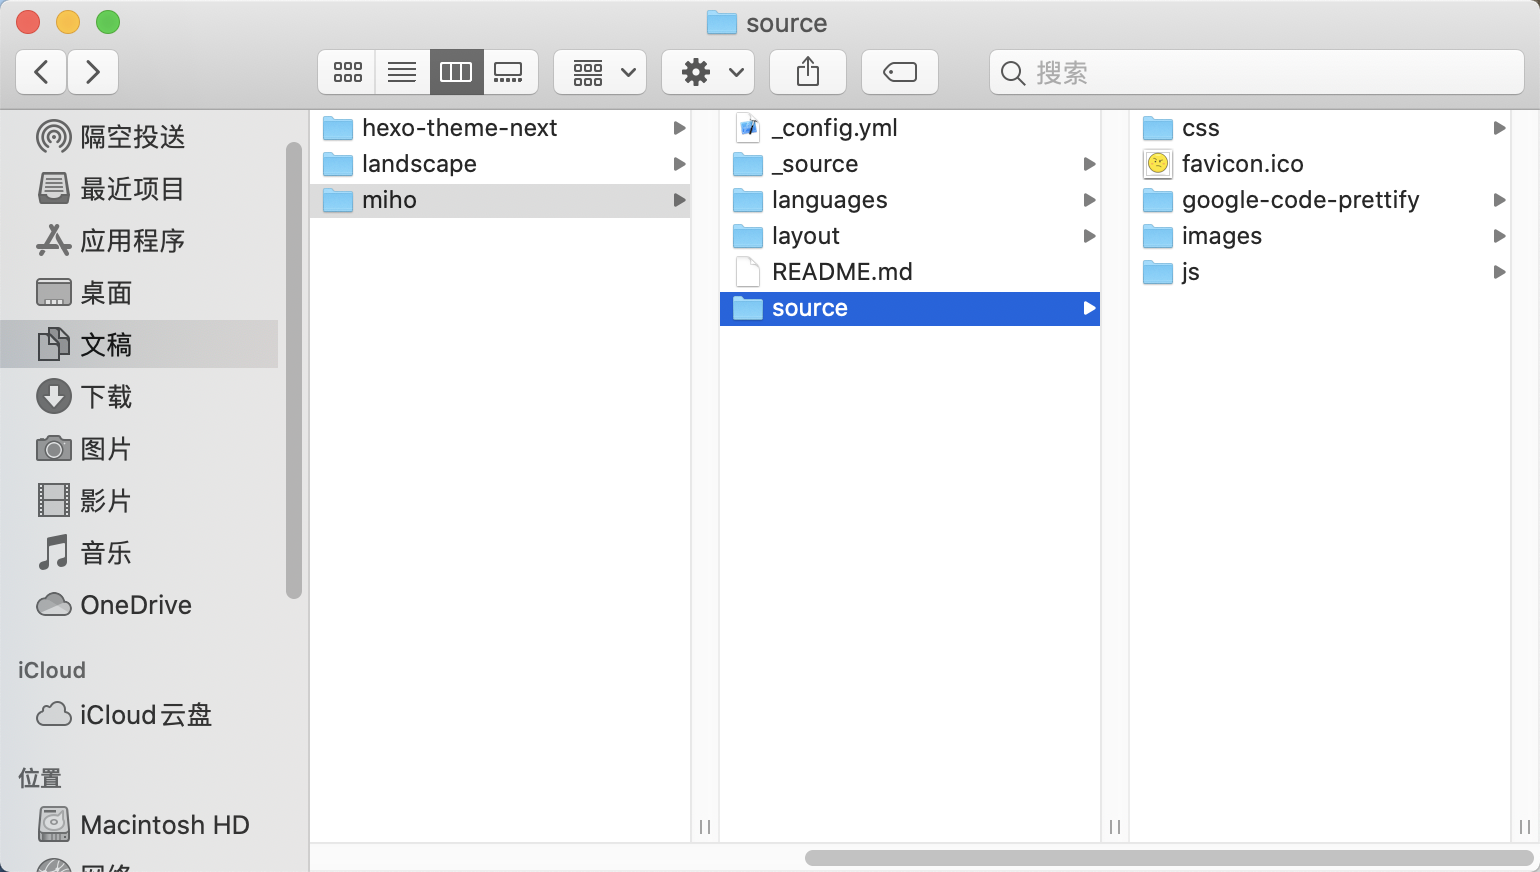 source
搜索
隔空投送
最近项目
应用程序
桌面
文稿
下载
图片
影片
音乐
OneDrive
iCloud
iCloud云盘
位置
Macintosh HD
网络
hexo-theme-next
landscape
miho
_config.yml
_source
languages
layout
README.md
source
css
favicon.ico
google-code-prettify
images
js